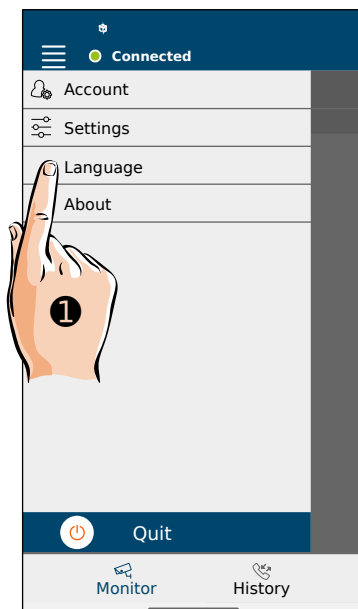 Connected
Account
Settings
Language
About
❶
Quit
Monitor
History